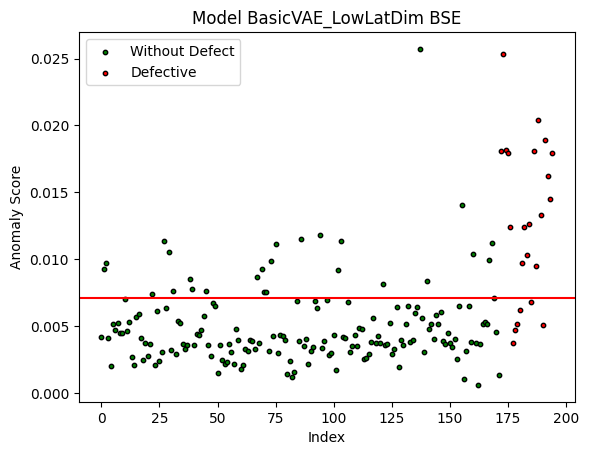 Model BasicVAE_LowLatDim BSE
Without Defect
Defective
Anomaly Score
0.025
0.020
0.015
0.010
0.005
0.000
0 25 50 75 100 125 150 175 200
Index